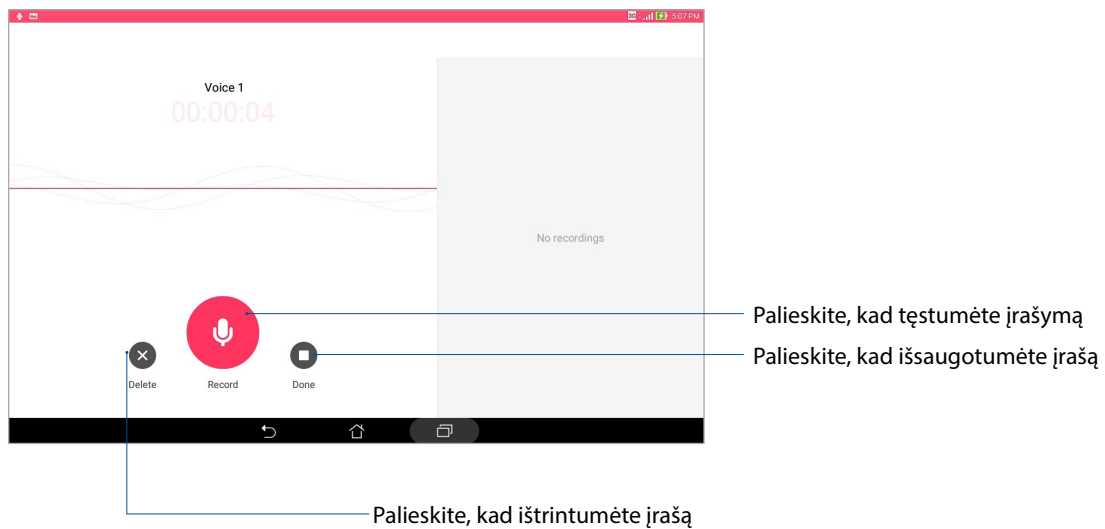 3G 5:07 PM
Voice 1
00:00:04
No recordings
Palieskite, kad tęstumėte įrašymą
Palieskite, kad išsaugotumėte įrašą
Delete Record Done
Palieskite, kad ištrintumėte įrašą